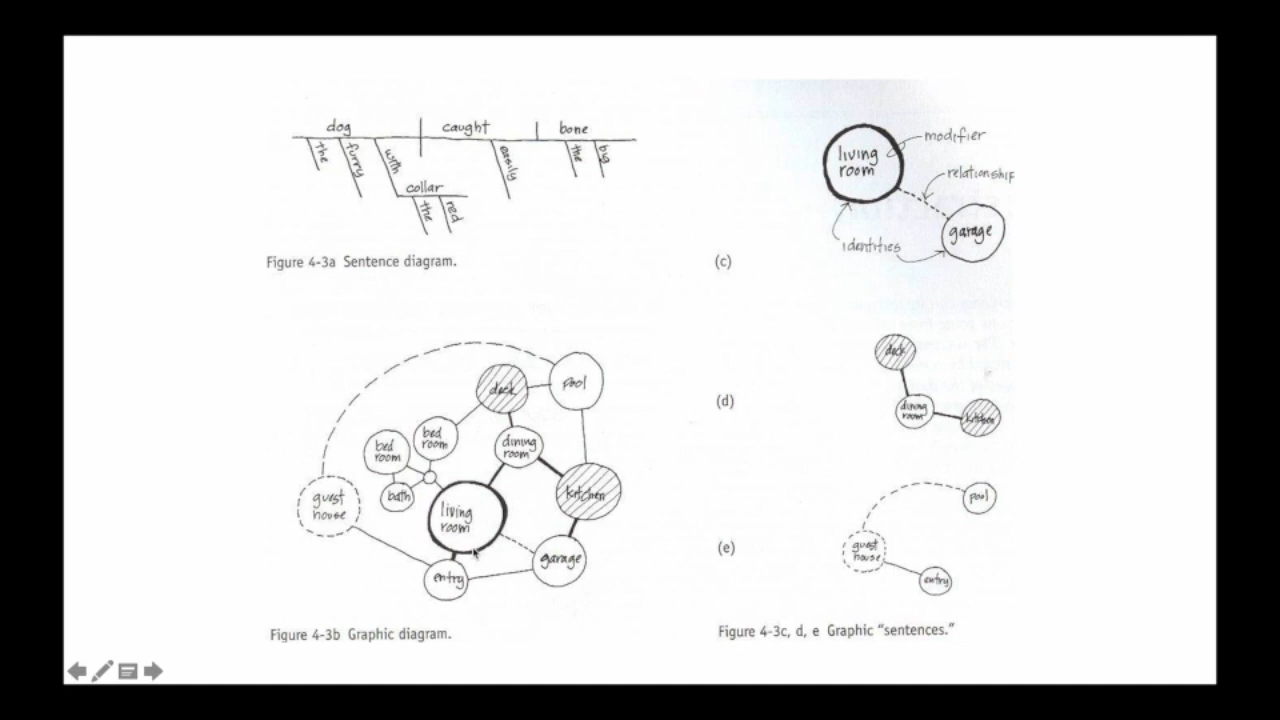 dog caught bone
the furry with easily the big
collar
the red
Figure 4-3a Sentence diagram.
deck
pool
bed
room
bed
room
dining
room
bath
guest
house
living
room
kitchen
garage
entry
Figure 4-3b Graphic diagram.
living
room
modifier
relationship
garage
identities
(c)
deck
dining
room
kitchen
(d)
pool
guest
house
entry
(e)
Figure 4-3c, d, e Graphic "sentences."